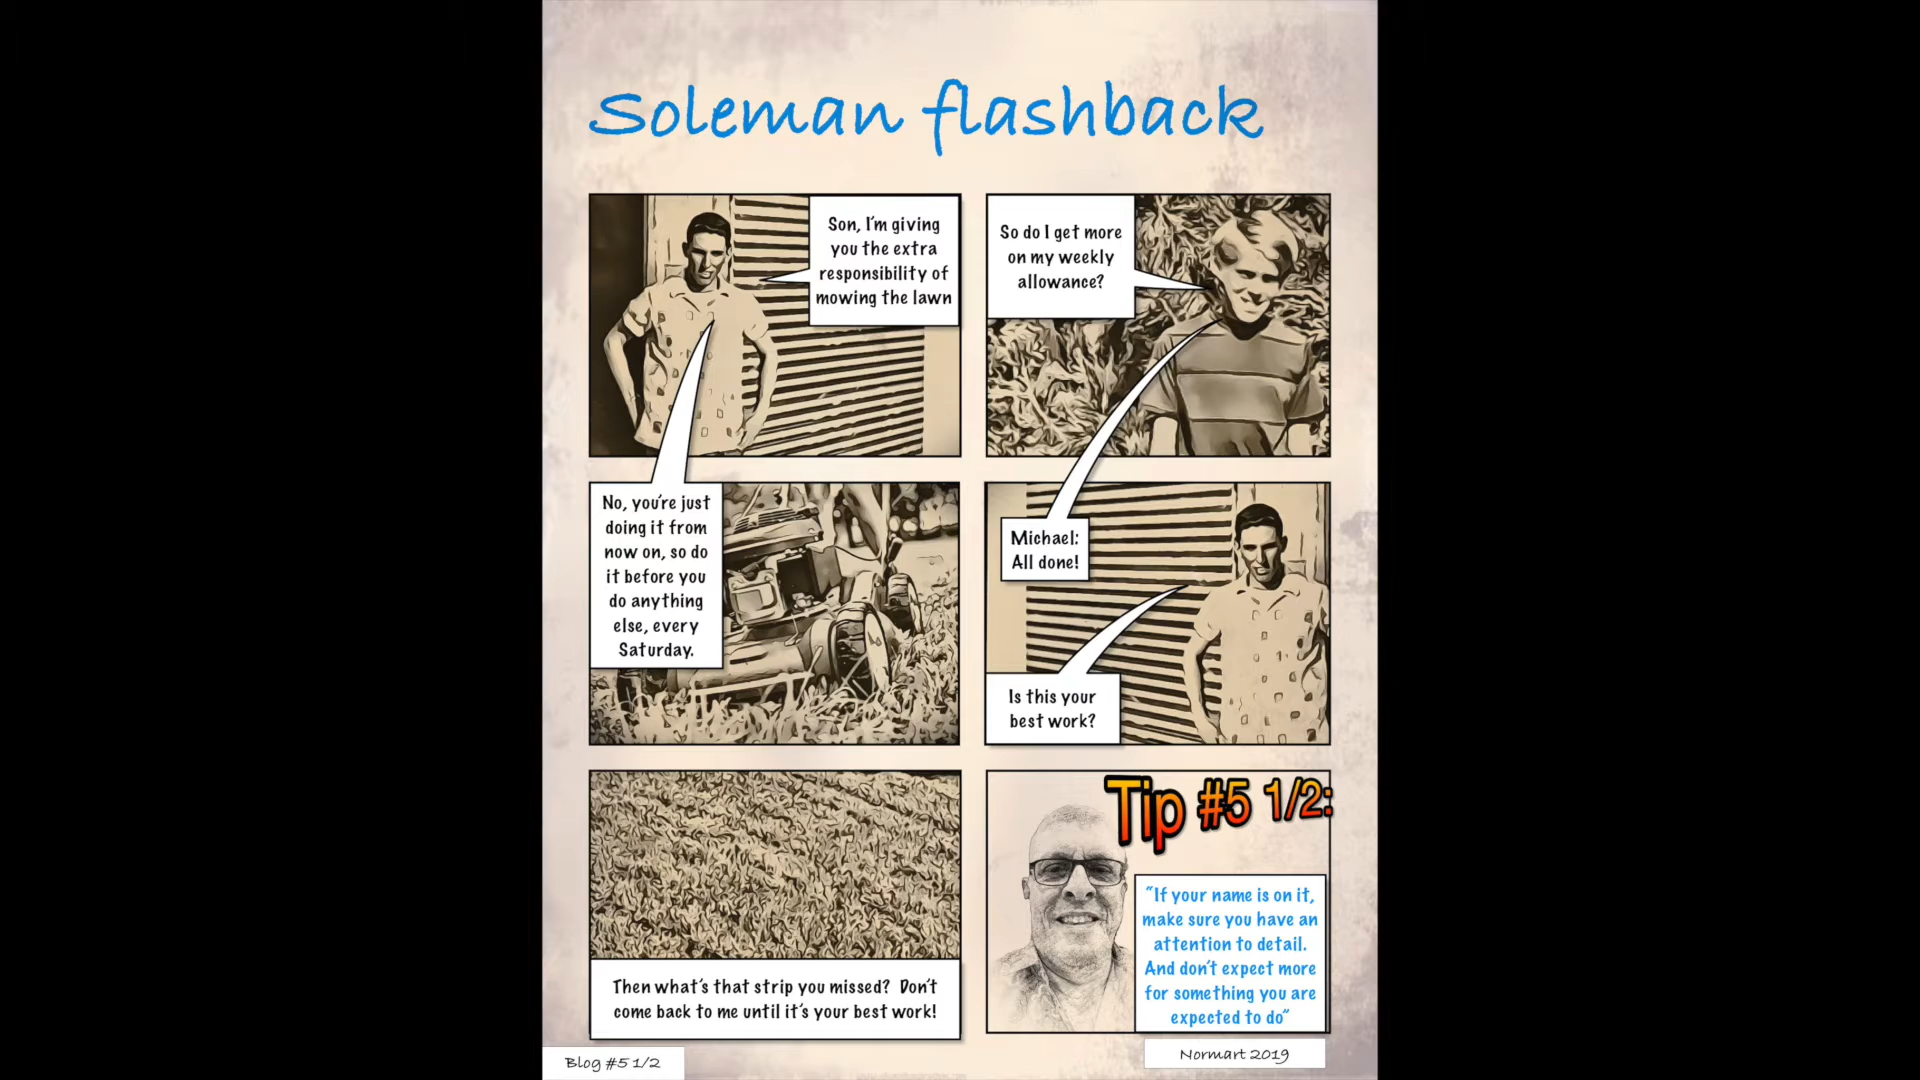 Soleman flashback
Son, I'm giving
you the extra
responsibility of
mowing the lawn
So do I get more
on my weekly
allowance?
No, you're just
doing it from
now on, so do
it before you
do anything
else, every
Saturday.
Michael:
All done!
Is this your
best work?
Then what's that strip you missed? Don't
come back to me until it's your best work!
Tip #5 1/2:
"If your name is on it,
make sure you have an
attention to detail.
And don't expect more
for something you are
expected to do"
Blog #5 1/2
Normart 2019